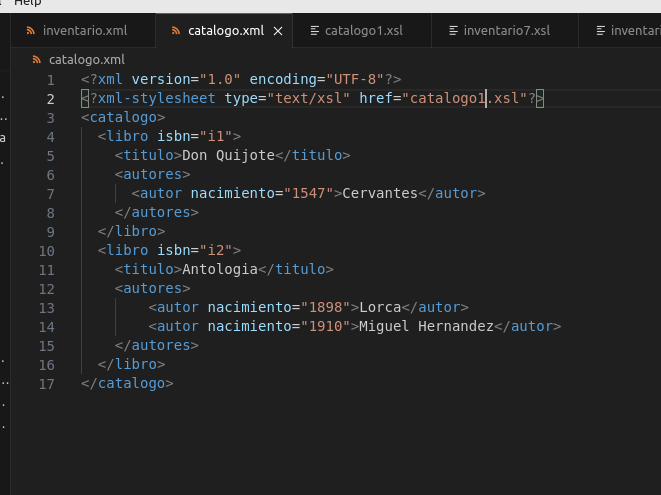 Help
inventario.xml
catalogo.xml
catalogo1.xsl
inventario7.xsl
catalogo.xml
1 <?xml version="1.0" encoding="UTF-8"?>
2 <?xml-stylesheet type="text/xsl" href="catalogo1.xsl"?>
3 <catalogo>
4 <libro isbn="i1">
5 <titulo>Don Quijote</titulo>
6 <autores>
7 <autor nacimiento="1547">Cervantes</autor>
8 </autores>
9 </libro>
10 <libro isbn="i2">
11 <titulo>Antologia</titulo>
12 <autores>
13 <autor nacimiento="1898">Lorca</autor>
14 <autor nacimiento="1910">Miguel Hernandez</autor>
15 </autores>
16 </libro>
17 </catalogo>